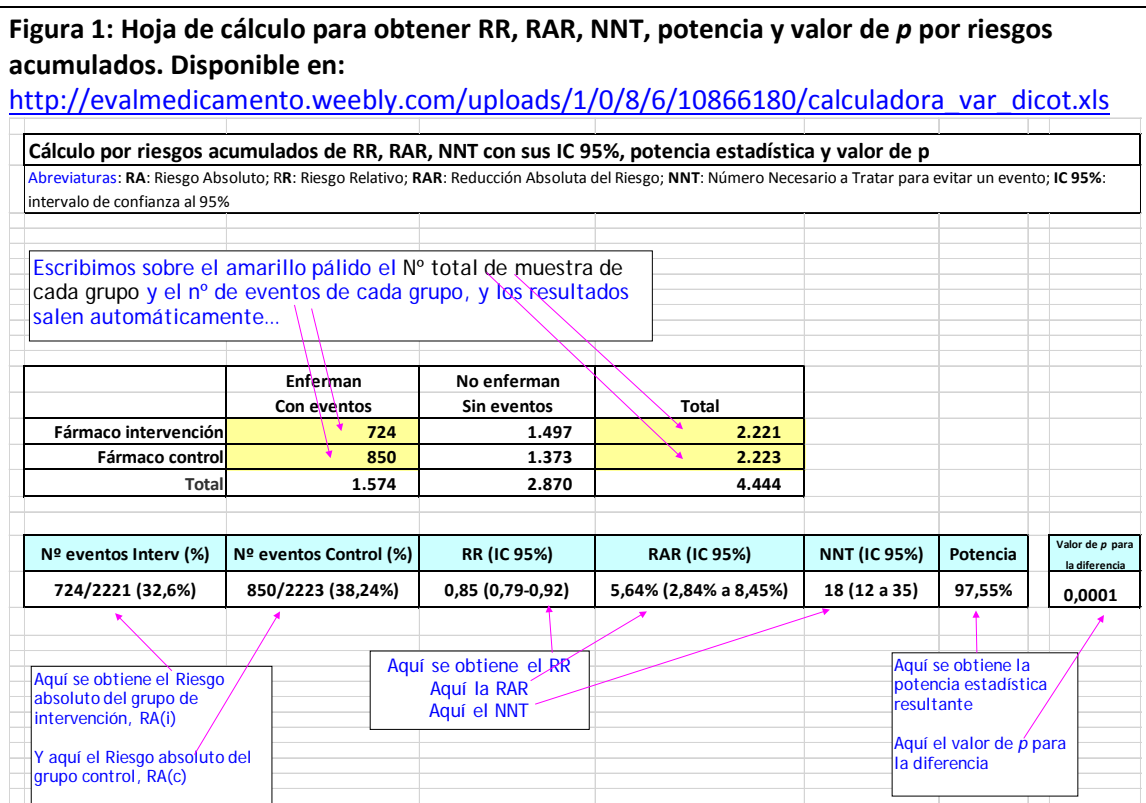 Figura 1: Hoja de cálculo para obtener RR, RAR, NNT, potencia y valor de p por riesgos
acumulados. Disponible en:
http://evalmedicamento.weebly.com/uploads/1/0/8/6/10866180/calculadora_var_dicot.xls
Cálculo por riesgos acumulados de RR, RAR, NNT con sus IC 95%, potencia estadística y valor de p
Abreviaturas: RA: Riesgo Absoluto; RR: Riesgo Relativo; RAR: Reducción Absoluta del Riesgo; NNT: Número Necesario a Tratar para evitar un evento; IC 95%:
intervalo de confianza al 95%
Escribimos sobre el amarillo pálido el Nº total de muestra de
cada grupo y el nº de eventos de cada grupo, y los resultados
salen automáticamente...
Enferman No enferman
Con eventos Sin eventos Total
Fármaco intervención 724 1.497 2.221
Fármaco control 850 1.373 2.223
Total 1.574 2.870 4.444
Nº eventos Interv (%) Nº eventos Control (%) RR (IC 95%) RAR (IC 95%) NNT (IC 95%) Potencia Valor de p para
la diferencia
724/2221 (32,6%) 850/2223 (38,24%) 0,85 (0,79-0,92) 5,64% (2,84% a 8,45%) 18 (12 a 35) 97,55% 0,0001
Aquí se obtiene el Riesgo
absoluto del grupo de
intervención, RA(i)
Y aquí el Riesgo absoluto del
grupo control, RA(c)
Aquí se obtiene el RR
Aquí la RAR
Aquí el NNT
Aquí se obtiene la
potencia estadística
resultante
Aquí el valor de p para
la diferencia